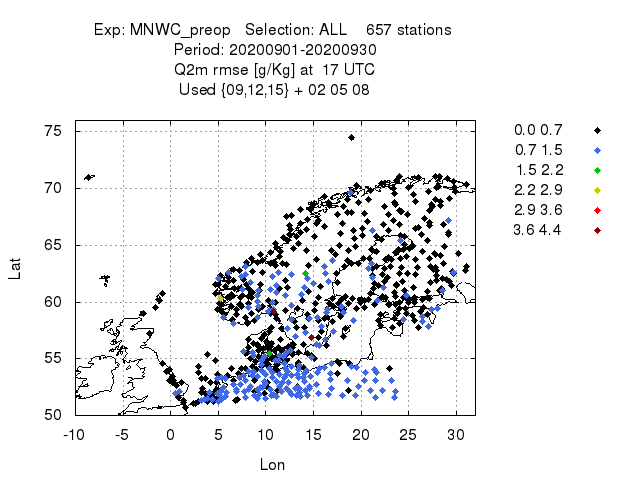 Exp: MNWC_preop   Selection: ALL    657 stations
Period: 20200901-20200930
Q2m rmse [g/Kg] at  17 UTC
Used {09,12,15} + 02 05 08
0.0 0.7
0.7 1.5
1.5 2.2
2.2 2.9
2.9 3.6
3.6 4.4
75
70
65
60
55
50
Lat
-10 -5 0 5 10 15 20 25 30
Lon